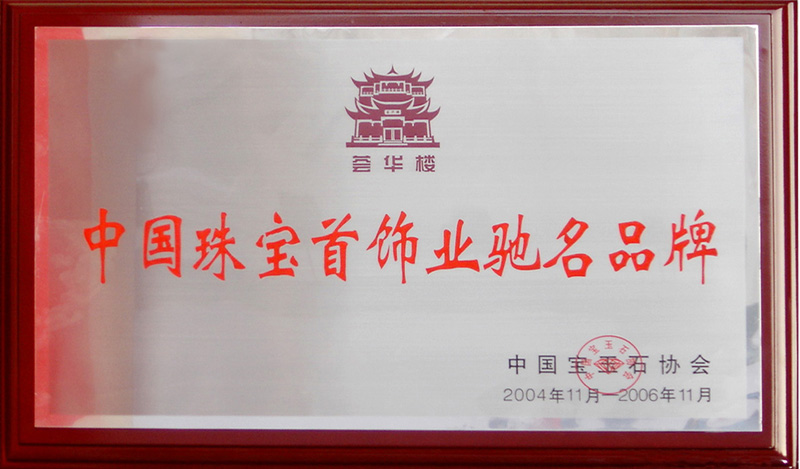 荟华楼
中国珠宝首饰业驰名品牌
中国宝玉石协会
2004年11月—2006年11月